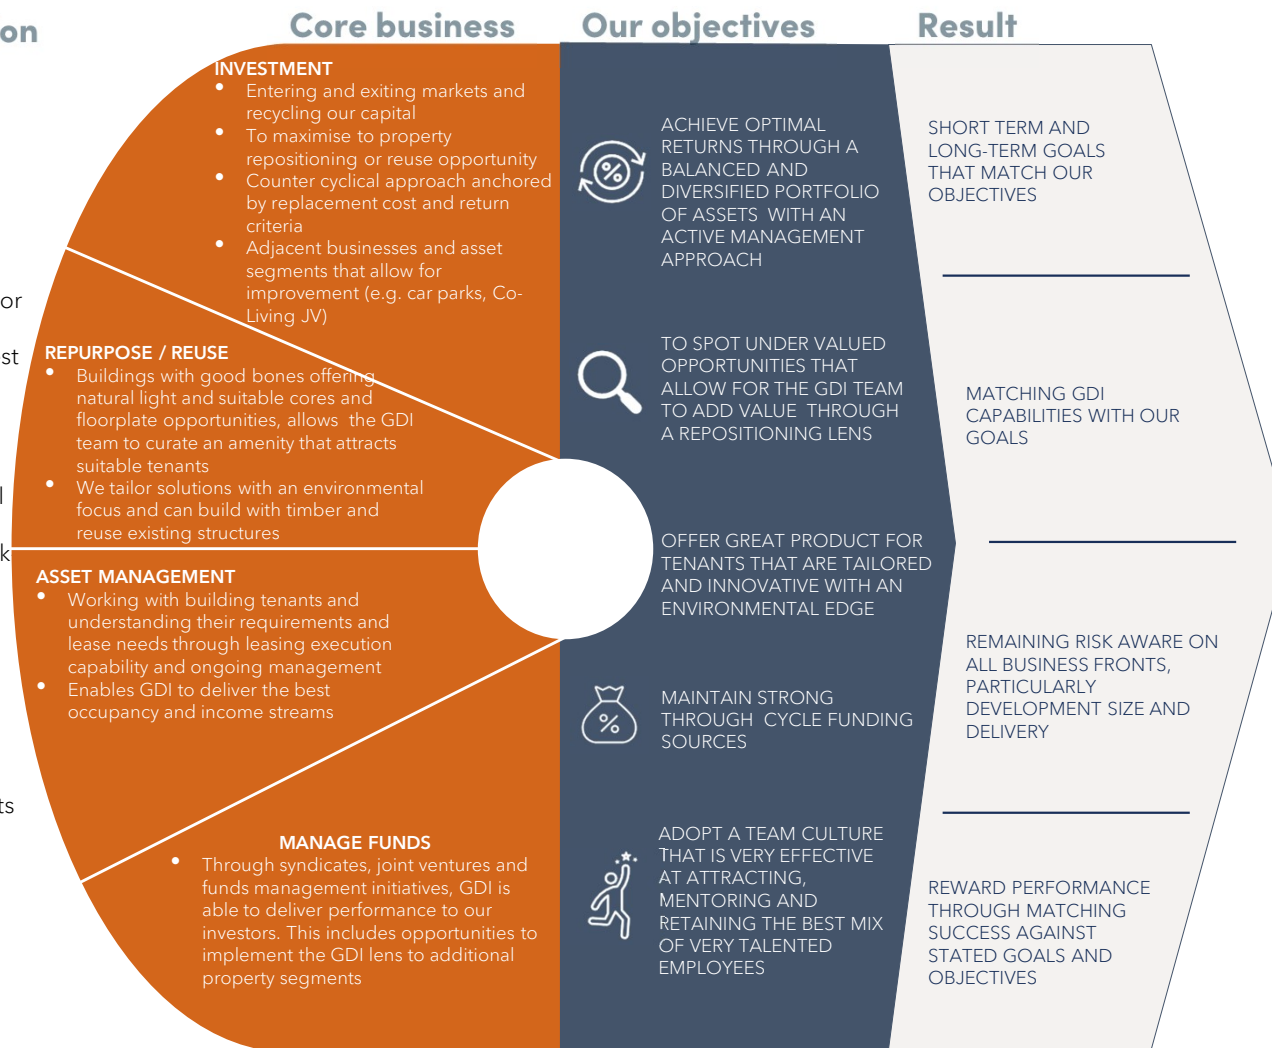 on
Core business
Our objectives
Result
or
st
l
k
ts
INVESTMENT
• Entering and exiting markets and
recycling our capital
• To maximise to property
repositioning or reuse opportunity
• Counter cyclical approach anchored
by replacement cost and return
criteria
• Adjacent businesses and asset
segments that allow for
improvement (e.g. car parks, Co-
Living JV)
REPURPOSE / REUSE
• Buildings with good bones offering
natural light and suitable cores and
floorplate opportunities, allows the GDI
team to curate an amenity that attracts
suitable tenants
• We tailor solutions with an environmental
focus and can build with timber and
reuse existing structures
ASSET MANAGEMENT
• Working with building tenants and
understanding their requirements and
lease needs through leasing execution
capability and ongoing management
• Enables GDI to deliver the best
occupancy and income streams
MANAGE FUNDS
• Through syndicates, joint ventures and
funds management initiatives, GDI is
able to deliver performance to our
investors. This includes opportunities to
implement the GDI lens to additional
property segments
ACHIEVE OPTIMAL
RETURNS THROUGH A
BALANCED AND
DIVERSIFIED PORTFOLIO
OF ASSETS WITH AN
ACTIVE MANAGEMENT
APPROACH
TO SPOT UNDER VALUED
OPPORTUNITIES THAT
ALLOW FOR THE GDI TEAM
TO ADD VALUE THROUGH
A REPOSITIONING LENS
OFFER GREAT PRODUCT FOR
TENANTS THAT ARE TAILORED
AND INNOVATIVE WITH AN
ENVIRONMENTAL EDGE
MAINTAIN STRONG
THROUGH CYCLE FUNDING
SOURCES
ADOPT A TEAM CULTURE
THAT IS VERY EFFECTIVE
AT ATTRACTING,
MENTORING AND
RETAINING THE BEST MIX
OF VERY TALENTED
EMPLOYEES
SHORT TERM AND
LONG-TERM GOALS
THAT MATCH OUR
OBJECTIVES
MATCHING GDI
CAPABILITIES WITH OUR
GOALS
REMAINING RISK AWARE ON
ALL BUSINESS FRONTS,
PARTICULARLY
DEVELOPMENT SIZE AND
DELIVERY
REWARD PERFORMANCE
THROUGH MATCHING
SUCCESS AGAINST
STATED GOALS AND
OBJECTIVES